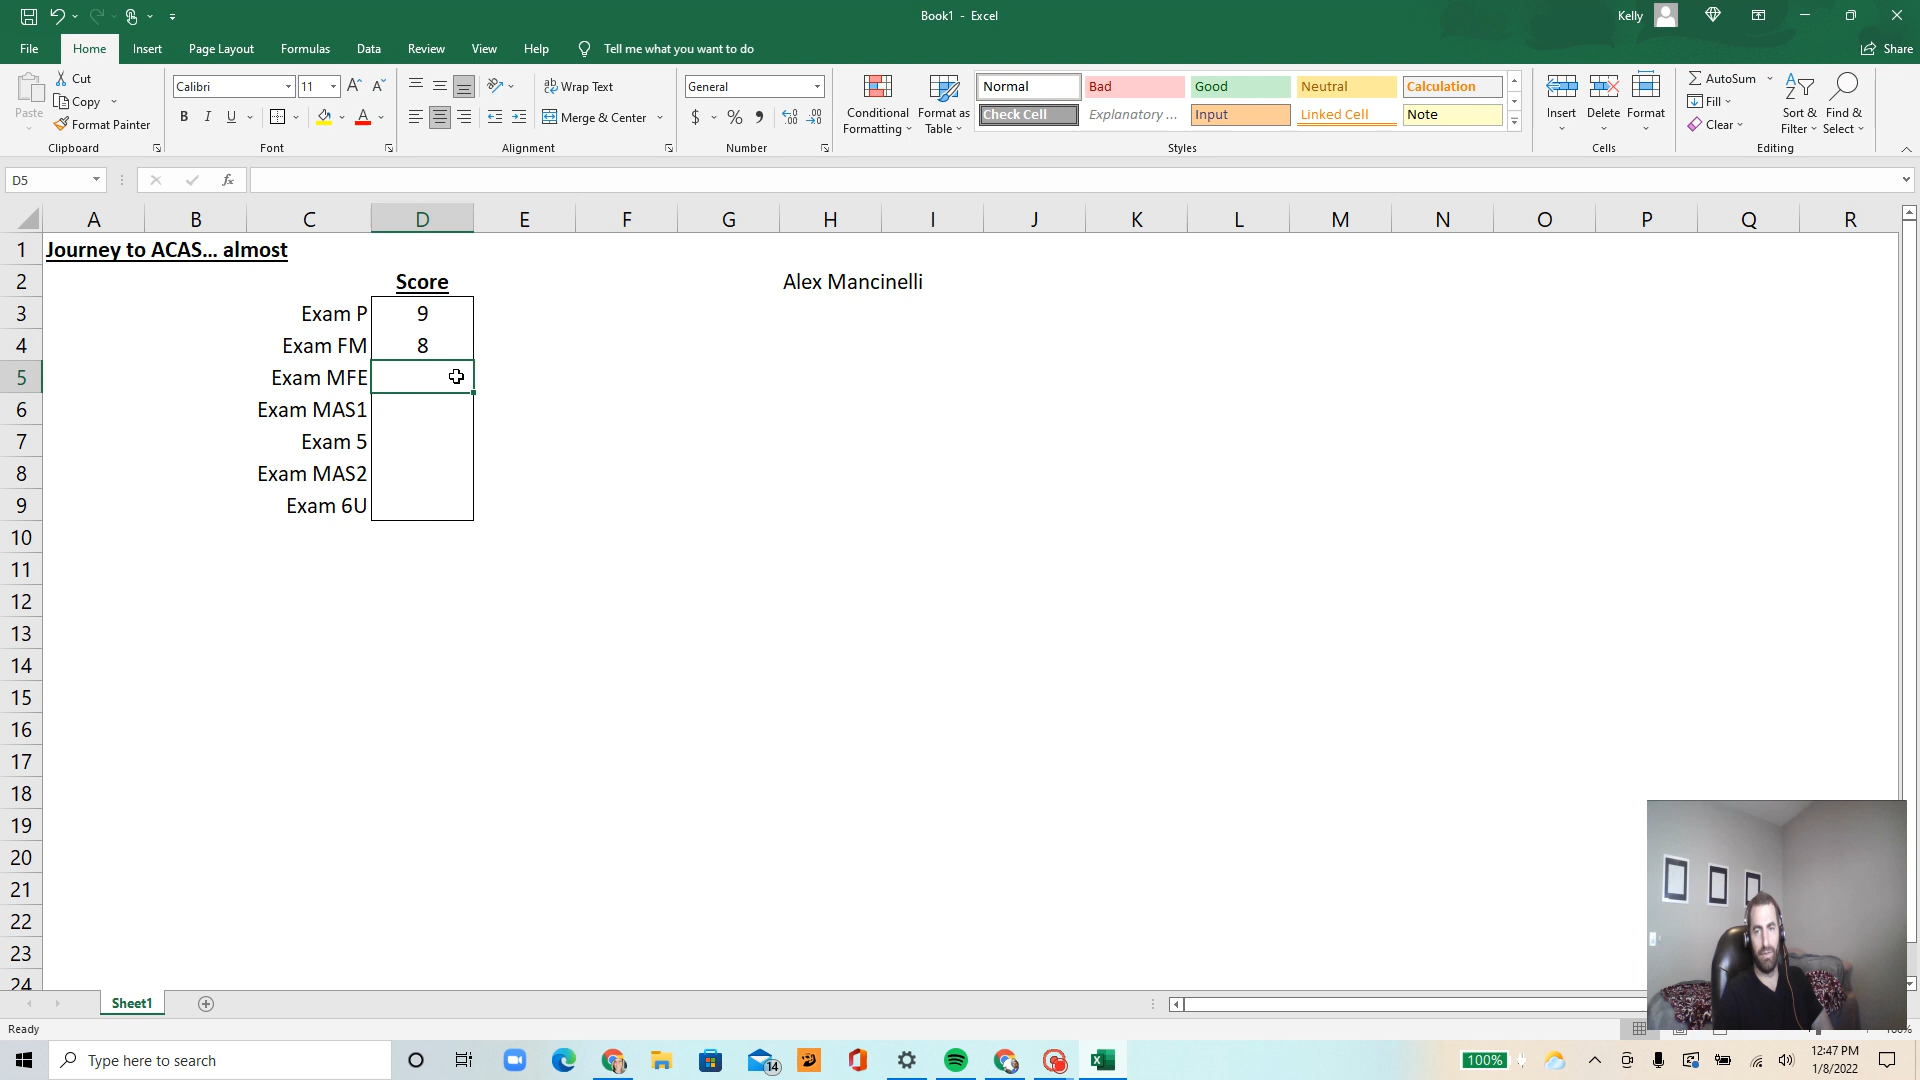 Book1 - Excel
Kelly
File Home Insert Page Layout Formulas Data Review View Help Tell me what you want to do
Share
Paste
Cut
Copy
Format Painter
Clipboard
Calibri
11
B I U
Font
ab Wrap Text
Merge & Center
Alignment
General
$ % ,
Number
Conditional Formatting
Format as Table
Normal Bad Good Neutral Calculation
Check Cell Explanatory ... Input Linked Cell Note
Styles
Insert Delete Format
Cells
AutoSum
Fill
Clear
Sort & Filter
Find & Select
Editing
D5
fx
A B C D E F G H I J K L M N O P Q R
1 Journey to ACAS... almost
2 Score Alex Mancinelli
3 Exam P 9
4 Exam FM 8
5 Exam MFE
6 Exam MAS1
7 Exam 5
8 Exam MAS2
9 Exam 6U
10
11
12
13
14
15
16
17
18
19
20
21
22
23
24
Sheet1
Ready
Type here to search
14
100%
12:47 PM
1/8/2022